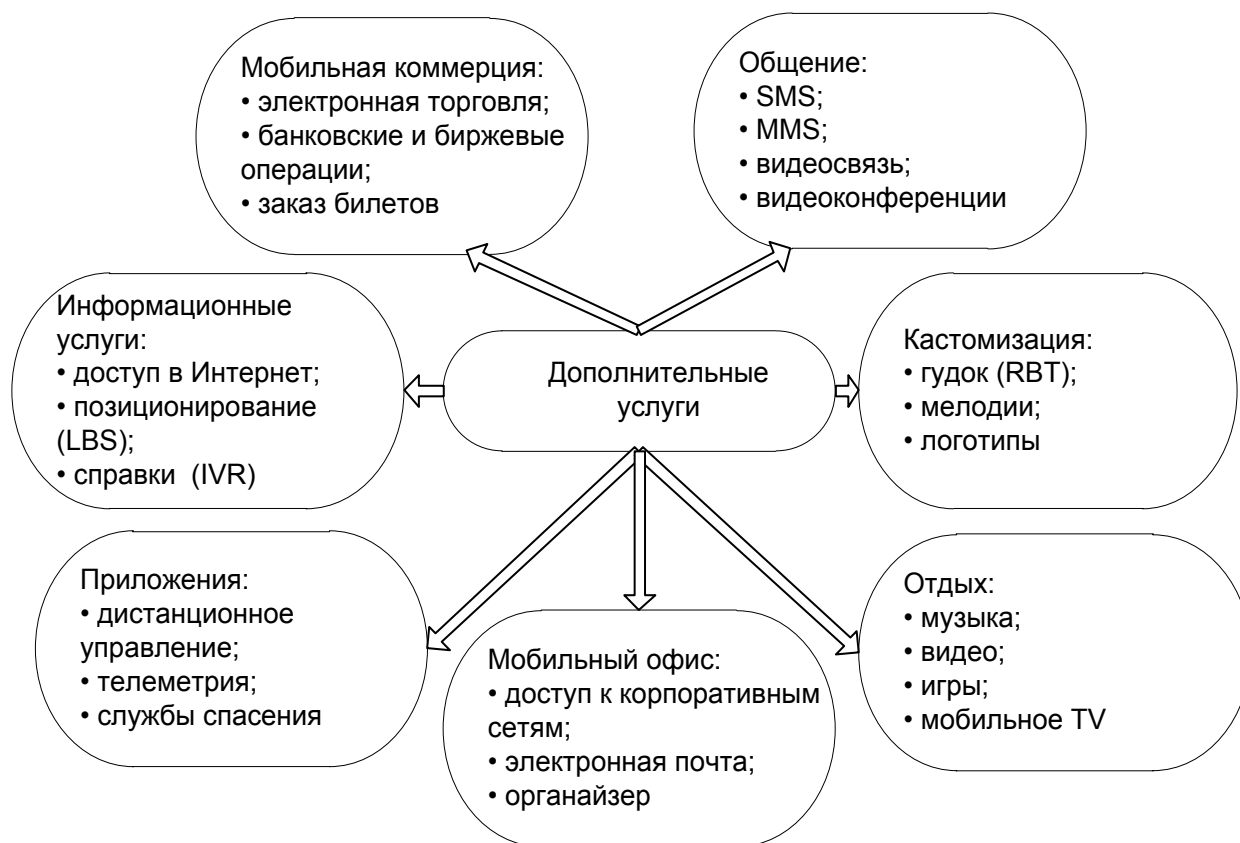 Мобильная коммерция:
• электронная торговля;
• банковские и биржевые
операции;
• заказ билетов
Общение:
• SMS;
• MMS;
• видеосвязь;
• видеоконференции
Информационные
услуги:
• доступ в Интернет;
• позиционирование
(LBS);
• справки (IVR)
Дополнительные
услуги
Кастомизация:
• гудок (RBT);
• мелодии;
• логотипы
Приложения:
• дистанционное
управление;
• телеметрия;
• службы спасения
Мобильный офис:
• доступ к корпоративным
сетям;
• электронная почта;
• органайзер
Отдых:
• музыка;
• видео;
• игры;
• мобильное TV